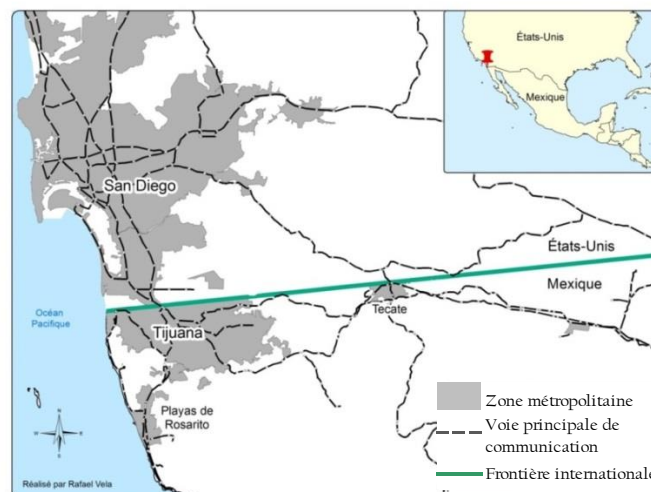 États-Unis
Mexique
San Diego
États-Unis
Mexique
Océan
Pacifique
Tijuana
Tecate
Playas de
Rosarito
N
W
E
S
Zone métropolitaine
Voie principale de
communication
Frontière internationale
Réalisé par Rafael Vela